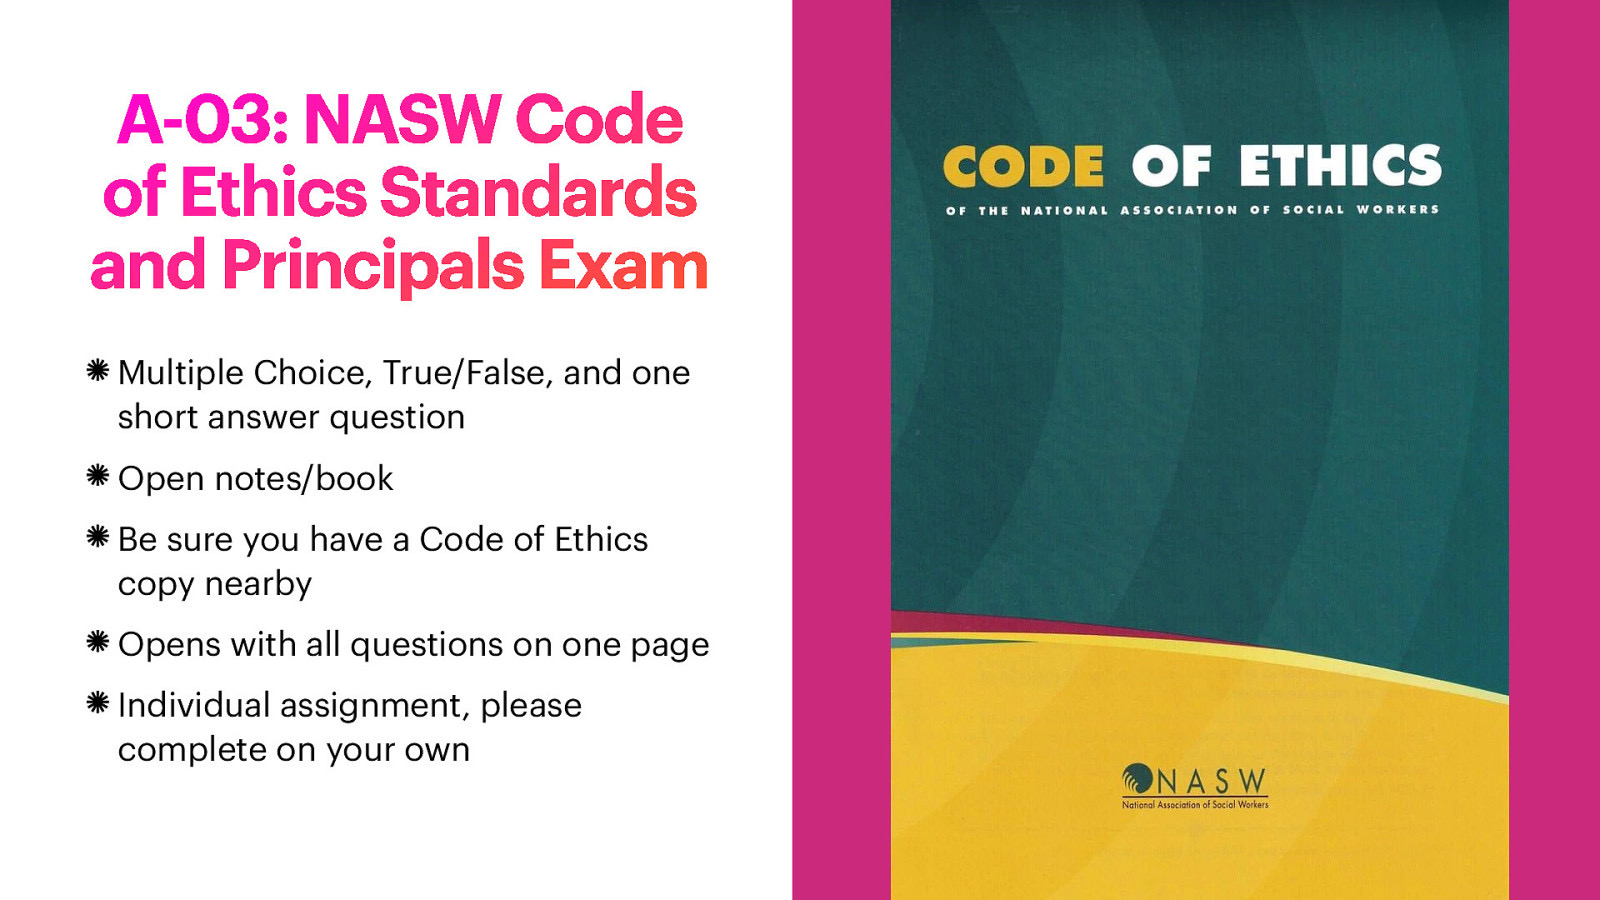 A-03: NASW Code
of Ethics Standards
and Principals Exam
Multiple Choice, True/False, and one
short answer question
Open notes/book
Be sure you have a Code of Ethics
copy nearby
Opens with all questions on one page
Individual assignment, please
complete on your own
CODE OF ETHICS
OF THE NATIONAL ASSOCIATION OF SOCIAL WORKERS
NASW
National Association of Social Workers